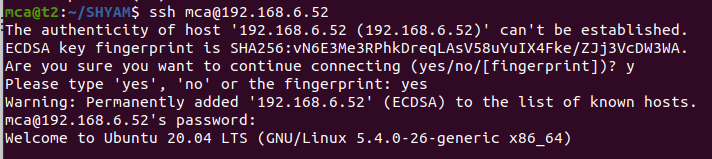 mca@t2:~/SHYAM$ ssh mca@192.168.6.52
The authenticity of host '192.168.6.52 (192.168.6.52)' can't be established.
ECDSA key fingerprint is SHA256:vN6E3Me3RPhkDreqLAsV58uYuIX4Fke/ZJj3VcDW3WA.
Are you sure you want to continue connecting (yes/no/[fingerprint])? y
Please type 'yes', 'no' or the fingerprint: yes
Warning: Permanently added '192.168.6.52' (ECDSA) to the list of known hosts.
mca@192.168.6.52's password:
Welcome to Ubuntu 20.04 LTS (GNU/Linux 5.4.0-26-generic x86_64)